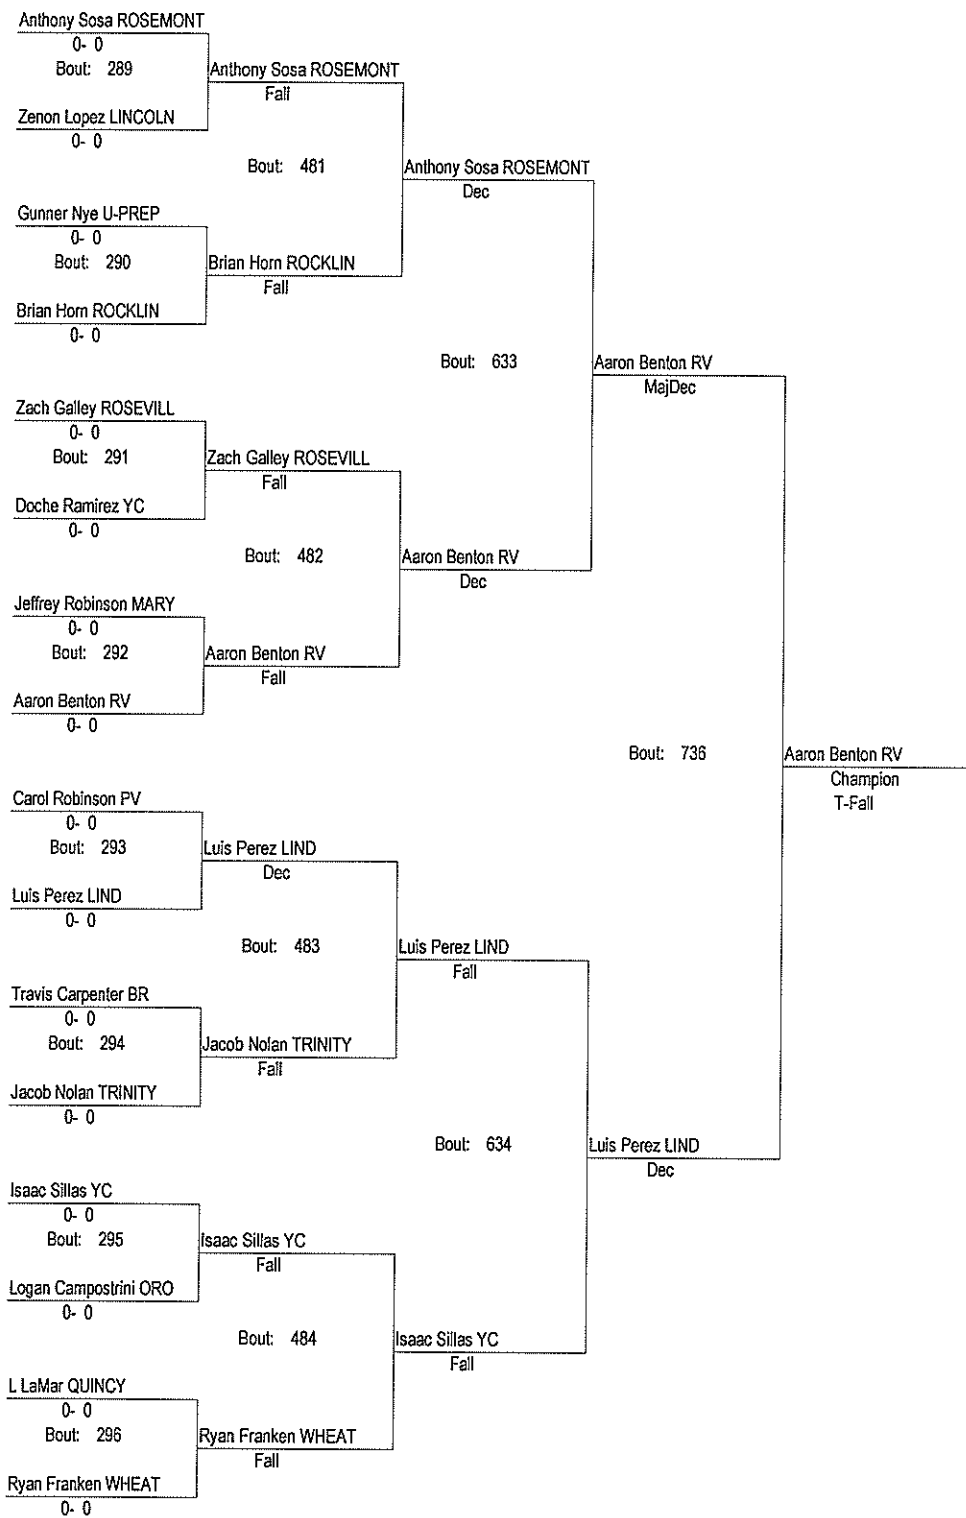 Anthony Sosa ROSEMONT
0- 0
Bout: 289
Anthony Sosa ROSEMONT
Fall
Zenon Lopez LINCOLN
0- 0
Bout: 481
Anthony Sosa ROSEMONT
Dec
Gunner Nye U-PREP
0- 0
Bout: 290
Brian Horn ROCKLIN
Fall
Brian Horn ROCKLIN
0- 0
Bout: 633
Aaron Benton RV
MajDec
Zach Galley ROSEVILL
0- 0
Bout: 291
Zach Galley ROSEVILL
Fall
Doche Ramirez YC
0- 0
Bout: 482
Aaron Benton RV
Dec
Jeffrey Robinson MARY
0- 0
Bout: 292
Aaron Benton RV
Fall
Aaron Benton RV
0- 0
Bout: 736
Aaron Benton RV
Champion
T-Fall
Carol Robinson PV
0- 0
Bout: 293
Luis Perez LIND
Dec
Luis Perez LIND
0- 0
Bout: 483
Luis Perez LIND
Fall
Travis Carpenter BR
0- 0
Bout: 294
Jacob Nolan TRINITY
Fall
Jacob Nolan TRINITY
0- 0
Bout: 634
Luis Perez LIND
Dec
Isaac Sillas YC
0- 0
Bout: 295
Isaac Sillas YC
Fall
Logan Campostrini ORO
0- 0
Bout: 484
Isaac Sillas YC
Fall
L LaMar QUINCY
0- 0
Bout: 296
Ryan Franken WHEAT
Fall
Ryan Franken WHEAT
0- 0